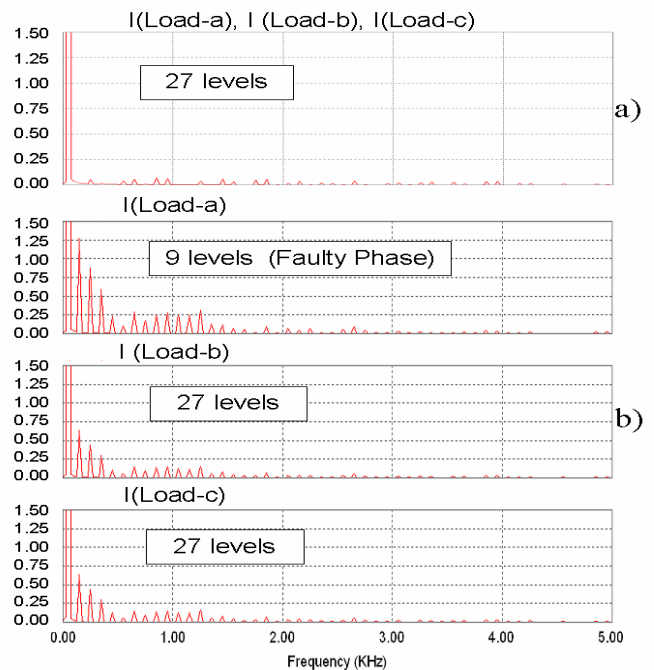 I(Load-a), I (Load-b), I(Load-c)
1.50
1.25
1.00
0.75
0.50
0.25
0.00
27 levels
a)
I(Load-a)
1.50
1.25
1.00
0.75
0.50
0.25
0.00
9 levels (Faulty Phase)
I (Load-b)
1.50
1.25
1.00
0.75
0.50
0.25
0.00
27 levels
b)
I(Load-c)
1.50
1.25
1.00
0.75
0.50
0.25
0.00
27 levels
0.00 1.00 2.00 3.00 4.00 5.00
Frequency (KHz)